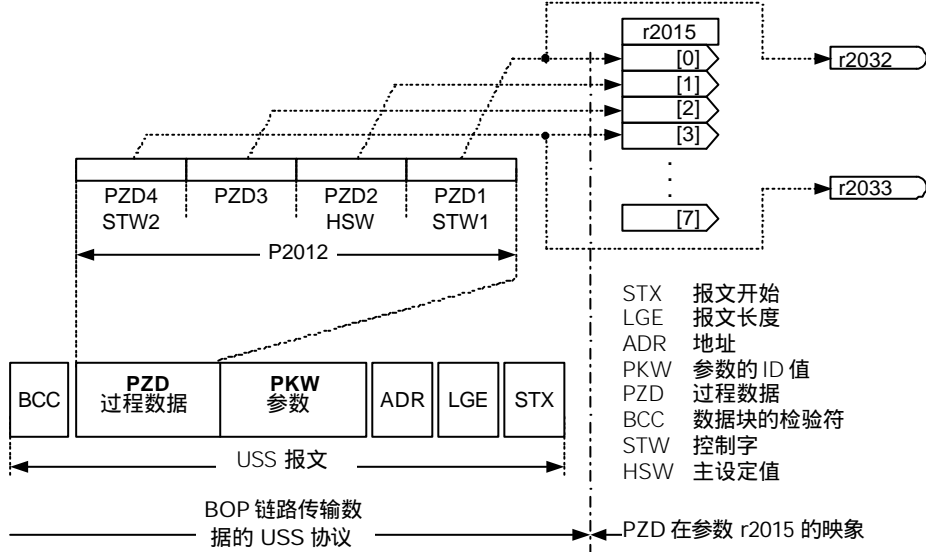 r2015
[0]
r2032
[1]
[2]
[3]
PZD4 PZD3 PZD2 PZD1
STW2 HSW STW1
r2033
[7]
P2012
STX 报文开始
LGE 报文长度
ADR 地址
PKW 参数的 ID 值
PZD 过程数据
BCC 数据块的检验符
STW 控制字
HSW 主设定值
BCC PZD 过程数据 PKW 参数 ADR LGE STX
USS 报文
BOP 链路传输数
据的 USS 协议
PZD 在参数 r2015 的映象